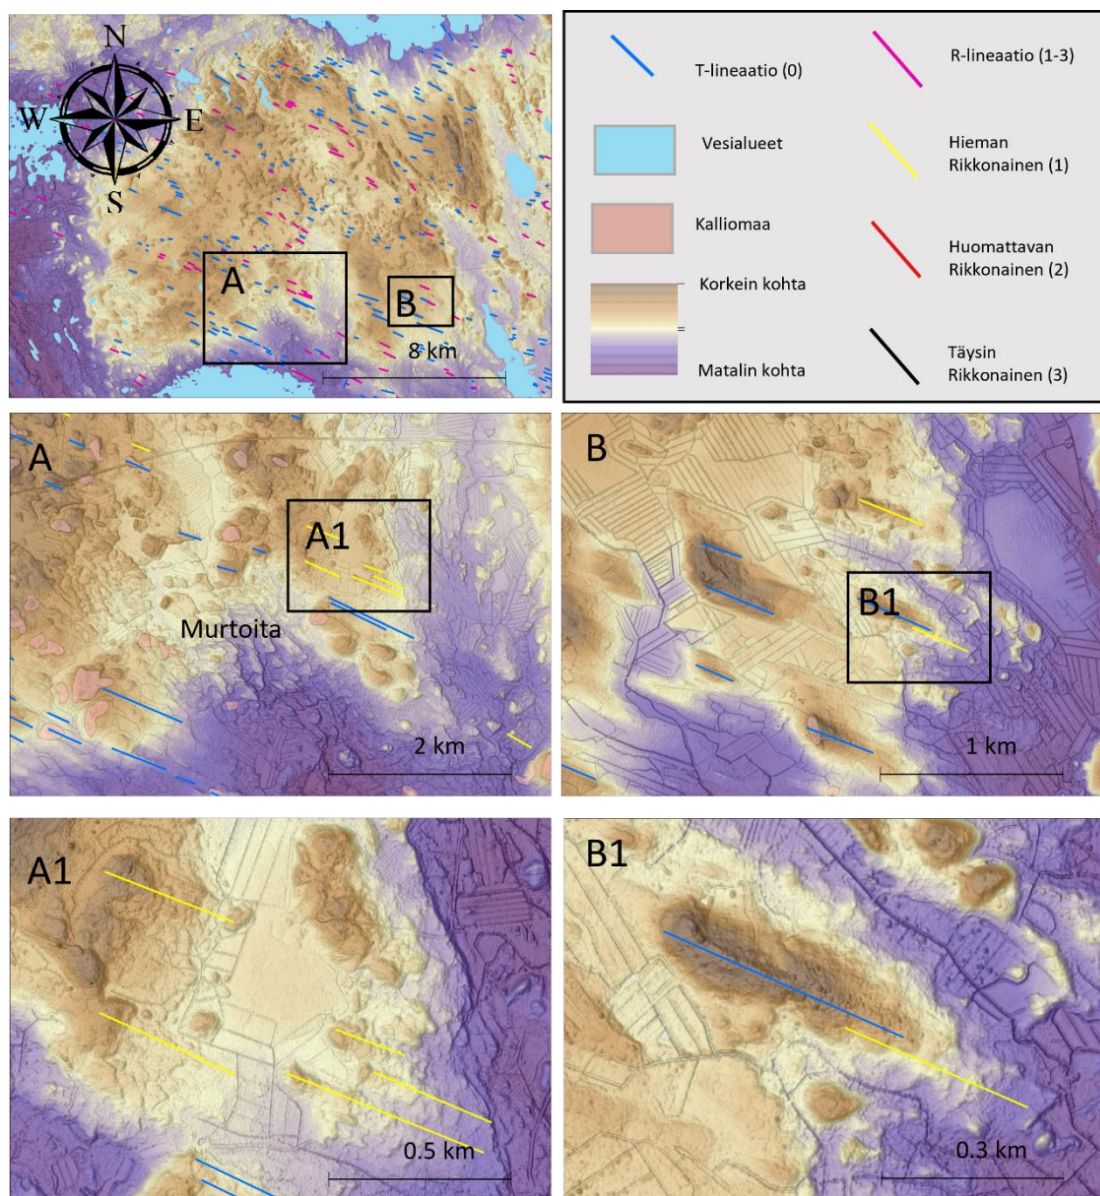 N
W
E
S
A
B
8 km
T-lineaatio (0)
R-lineaatio (1-3)
Vesialueet
Hieman
Rikkonainen (1)
Kalliomaa
Huomattavan
Rikkonainen (2)
Korkein kohta
=
Matalin kohta
Täysin
Rikkonainen (3)
A
A1
Murtoita
2 km
B
B1
1 km
A1
0.5 km
B1
0.3 km